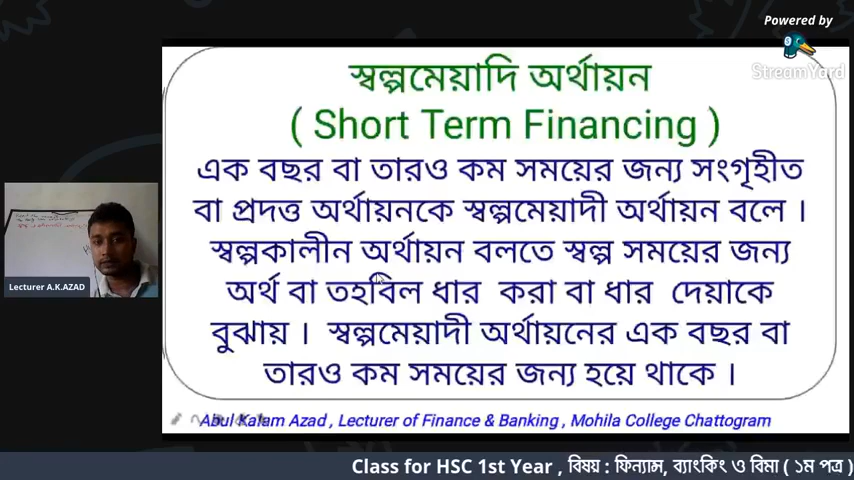 Powered by
StreamYard
স্বল্পমেয়াদি অর্থায়ন
( Short Term Financing )
এক বছর বা তারও কম সময়ের জন্য সংগৃহীত
বা প্রদত্ত অর্থায়নকে স্বল্পমেয়াদী অর্থায়ন বলে ।
স্বল্পকালীন অর্থায়ন বলতে স্বল্প সময়ের জন্য
অর্থ বা তহবিল ধার করা বা ধার দেয়াকে
বুঝায় । স্বল্পমেয়াদী অর্থায়নের এক বছর বা
তারও কম সময়ের জন্য হয়ে থাকে ।
Lecturer A.K.AZAD
Abul Kalam Azad , Lecturer of Finance & Banking , Mohila College Chattogram
Class for HSC 1st Year , বিষয় : ফিন্যান্স, ব্যাংকিং ও বিমা ( ১ম পত্র )